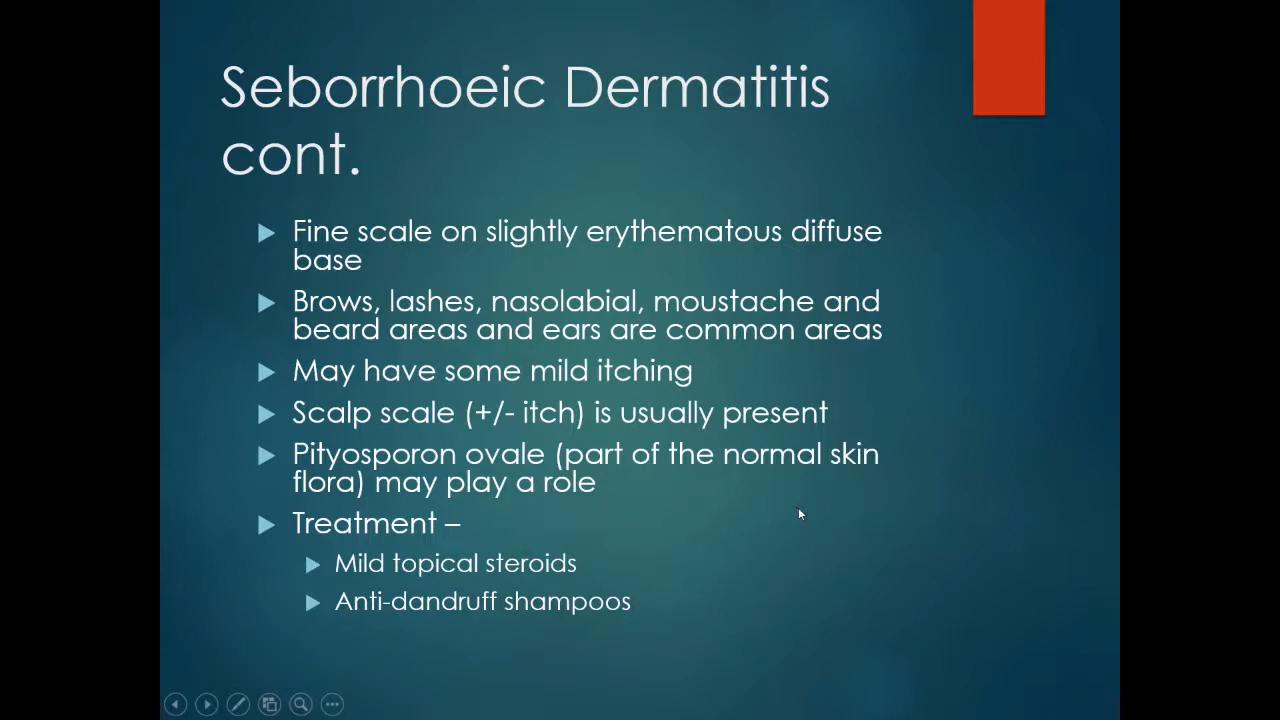 Seborrhoeic Dermatitis
cont.
Fine scale on slightly erythematous diffuse
base
Brows, lashes, nasolabial, moustache and
beard areas and ears are common areas
May have some mild itching
Scalp scale (+/- itch) is usually present
Pityosporon ovale (part of the normal skin
flora) may play a role
Treatment –
Mild topical steroids
Anti-dandruff shampoos